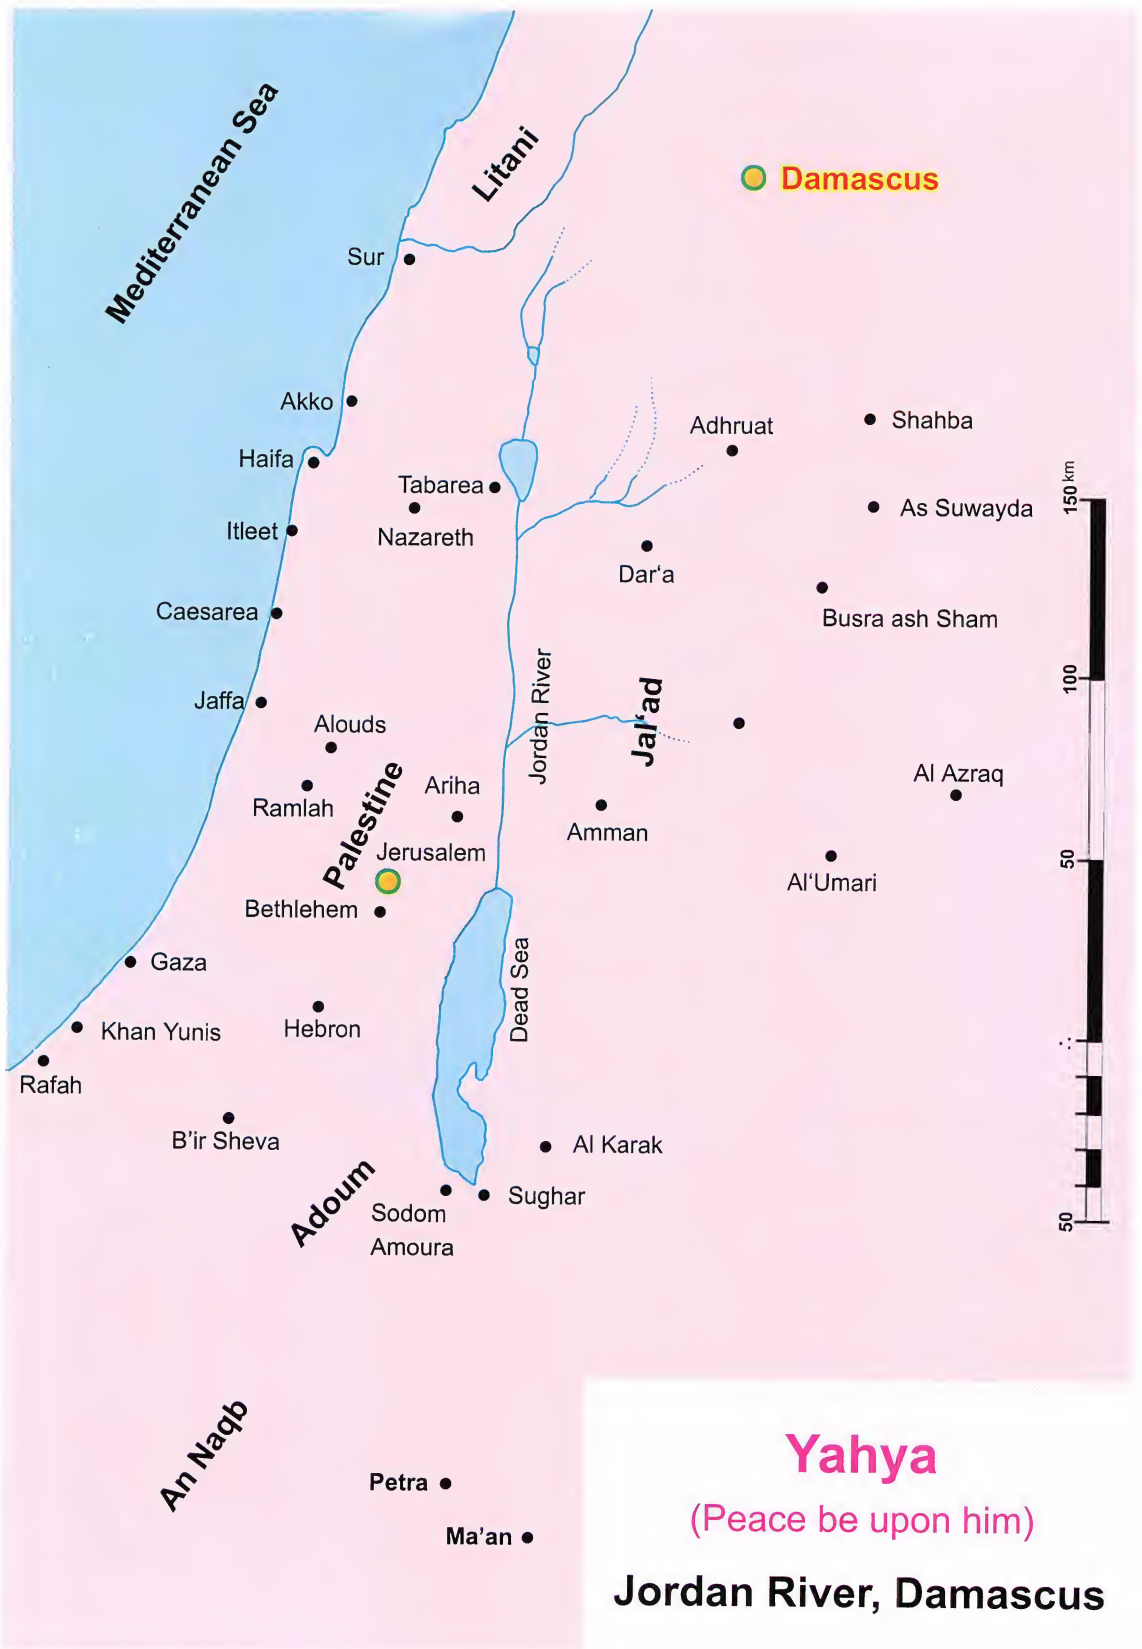 Mediterranean Sea
Litani
Damascus
Sur
Akko
Haifa
Adhruat
Shahba
Tabarea
Nazareth
As Suwayda
Itleet
Dar‘a
Caesarea
Busra ash Sham
Jaffa
Jordan River
Jal‘ad
Alouds
Ramlah
Palestine
Ariha
Al Azraq
Amman
Jerusalem
Al‘Umari
Bethlehem
Gaza
Dead Sea
Khan Yunis
Hebron
Rafah
B’ir Sheva
Al Karak
Adoum
Sodom
Amoura
Sughar
150 km
100
50
50
An Naqb
Petra
Ma’an
Yahya
(Peace be upon him)
Jordan River, Damascus